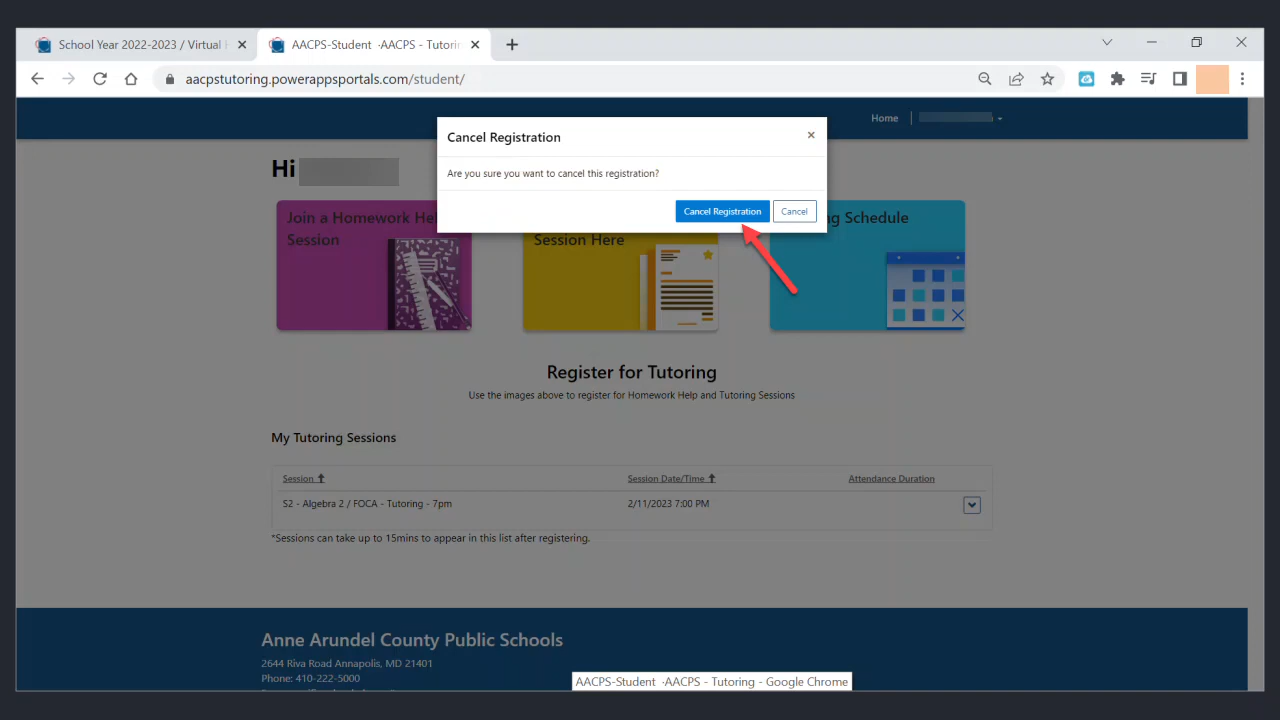 School Year 2022-2023 / Virtual
AACPS-Student ·AACPS - Tutorin
aacpstutoring.powerappsportals.com/student/
Home
Cancel Registration
×
Are you sure you want to cancel this registration?
Cancel Registration
Cancel
Hi
Join a Homework He
Session
Session Here
g Schedule
Register for Tutoring
Use the images above to register for Homework Help and Tutoring Sessions
My Tutoring Sessions
Session
Session Date/Time
Attendance Duration
S2 - Algebra 2 / FOCA - Tutoring - 7pm
2/11/2023 7:00 PM
*Sessions can take up to 15mins to appear in this list after registering.
Anne Arundel County Public Schools
2644 Riva Road Annapolis, MD 21401
Phone: 410-222-5000
AACPS-Student ·AACPS - Tutoring - Google Chrome